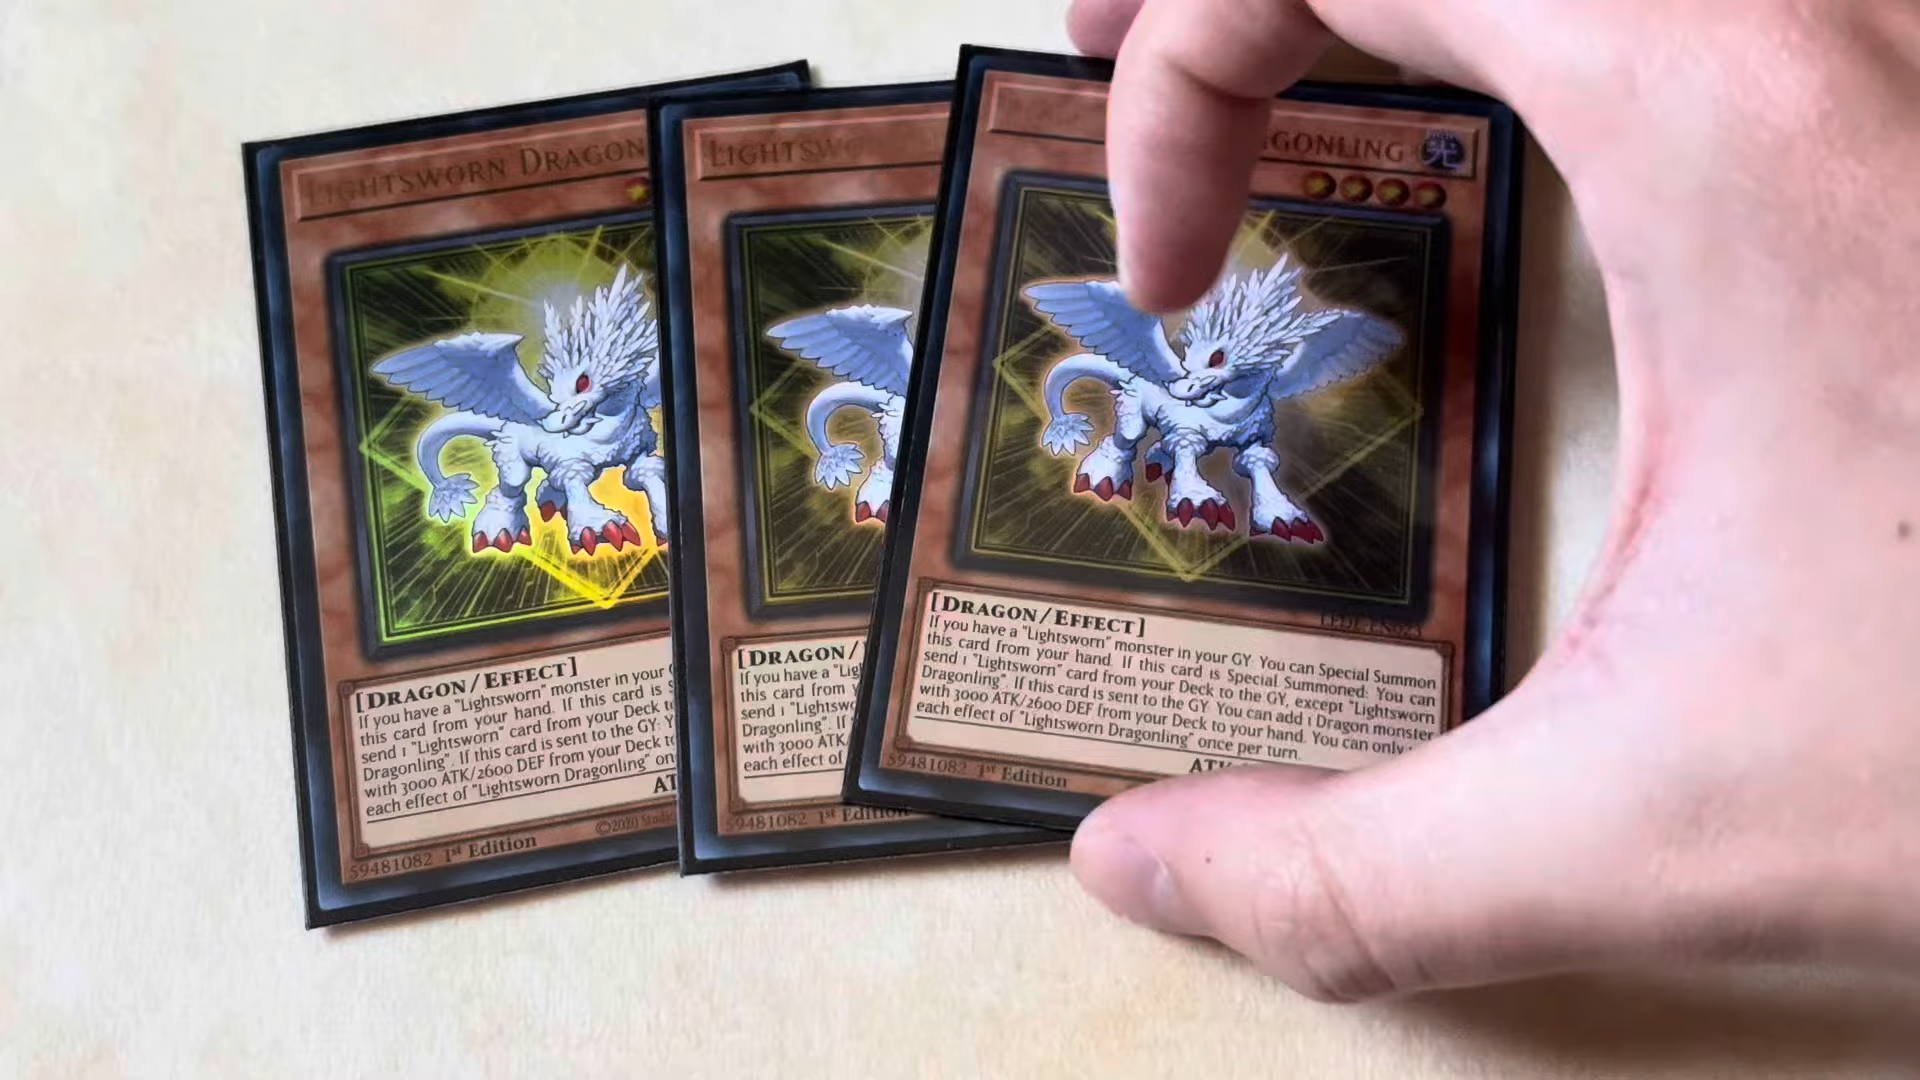 LIGHTSWORN DRAGON
[DRAGON/EFFECT]
If you have a "Lightsworn" monster in your
this card from your hand. If this card is
send 1 "Lightsworn" card from your Deck
Dragonling". If this card is sent to the GY:
with 3000 ATK/2600 DEF from your Deck
each effect of "Lightsworn Dragonling"
59481082 1st Edition
©2020
LIGHTSWO
[DRAGON/
If you have a
this card from
send 1
Dragonling". If
with 3000 ATK
each effect of
59481082 1st Edition
光
[DRAGON/EFFECT]
If you have a "Lightsworn" monster in your GY: You can Special Summon
this card from your hand. If this card is Special Summoned: You can
send 1 "Lightsworn" card from your Deck to the GY, except "Lightsworn
Dragonling". If this card is sent to the GY: You can add 1 Dragon monster
with 3000 ATK/2600 DEF from your Deck to your hand. You can only
each effect of "Lightsworn Dragonling" once per turn.
59481082 1st Edition